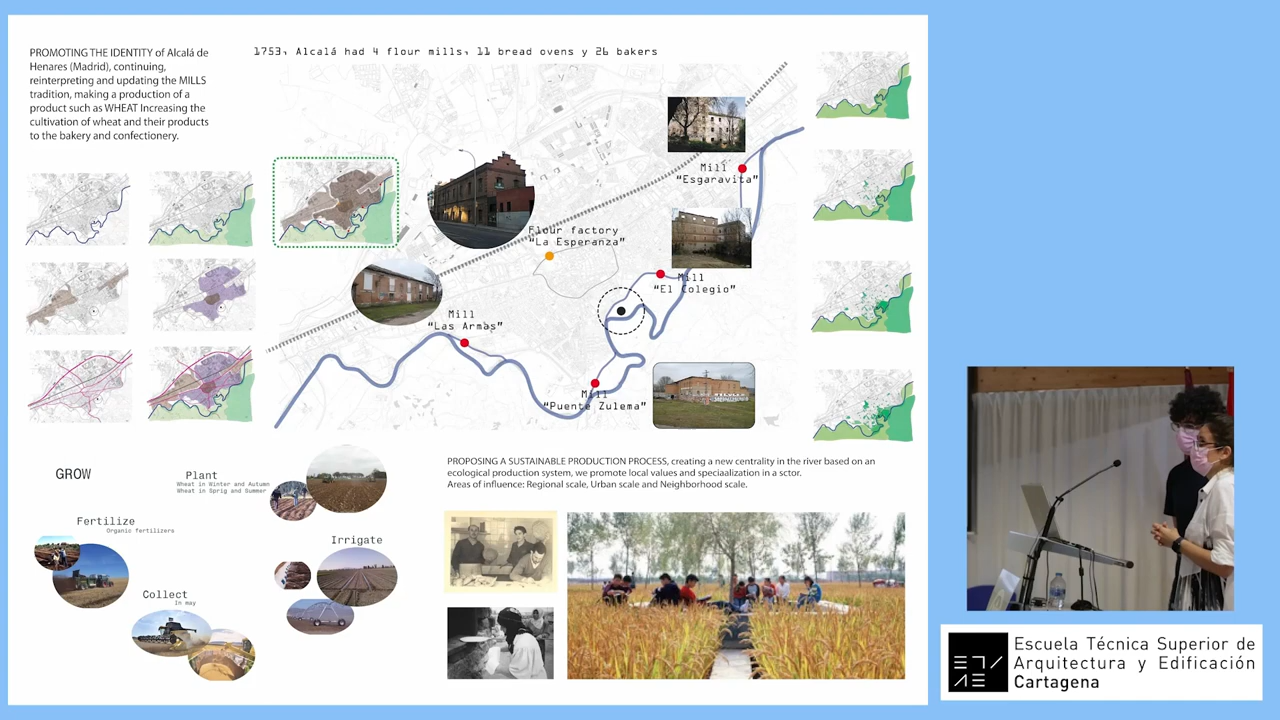 PROMOTING THE IDENTITY of Alcalá de
Henares (Madrid), continuing,
reinterpreting and updating the MILLS
tradition, making a production of a
product such as WHEAT Increasing the
cultivation of wheat and their products
to the bakery and confectionery.
1753, Alcalá had 4 flour mills, 11 bread ovens y 26 bakers
Mill
"Esgaravita"
Flour factory
"La Esperanza"
Mill
"El Colegio"
Mill
"Las Armas"
Mill
"Puente Zulema"
GROW
Plant
Wheat in Winter and Autumn
Wheat in Sprig and Summer
Fertilize
Organic fertilizers
Irrigate
Collect
In may
PROPOSING A SUSTAINABLE PRODUCTION PROCESS, creating a new centrality in the river based on an
ecological production system, we promote local values and speciaalization in a sctor.
Areas of influence: Regional scale, Urban scale and Neighborhood scale.
Escuela Técnica Superior de
Arquitectura y Edificación
Cartagena